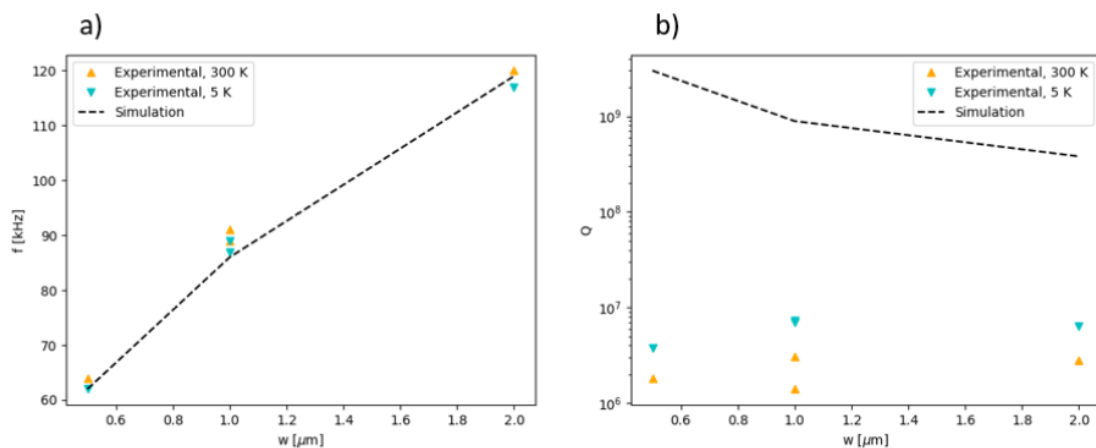 a)
Experimental, 300 K
Experimental, 5 K
Simulation
120
110
100
90
80
70
60
f [kHz]
0.6 0.8 1.0 1.2 1.4 1.6 1.8 2.0
w [μm]
b)
Experimental, 300 K
Experimental, 5 K
Simulation
10⁹
10⁸
10⁷
10⁶
Q
0.6 0.8 1.0 1.2 1.4 1.6 1.8 2.0
w [μm]